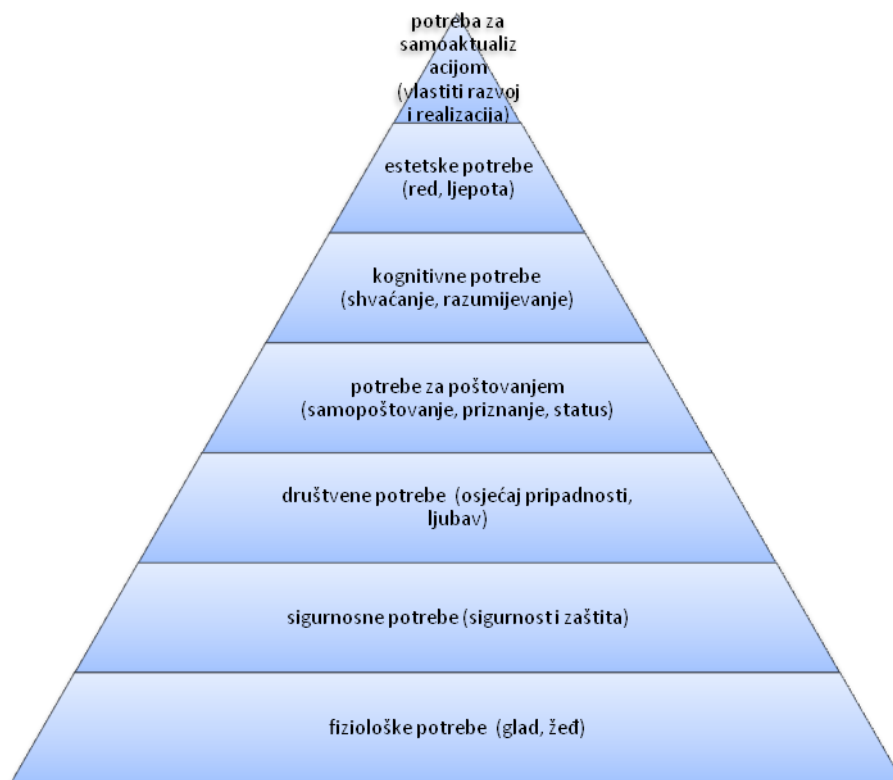 potreba za
samoaktualiz
acijom
(vlastiti razvoj
i realizacija)
estetske potrebe
(red, ljepota)
kognitivne potrebe
(shvaćanje, razumijevanje)
potrebe za poštovanjem
(samopoštovanje, priznanje, status)
društvene potrebe (osjećaj pripadnosti,
ljubav)
sigurnosne potrebe (sigurnost i zaštita)
fiziološke potrebe (glad, žeđ)